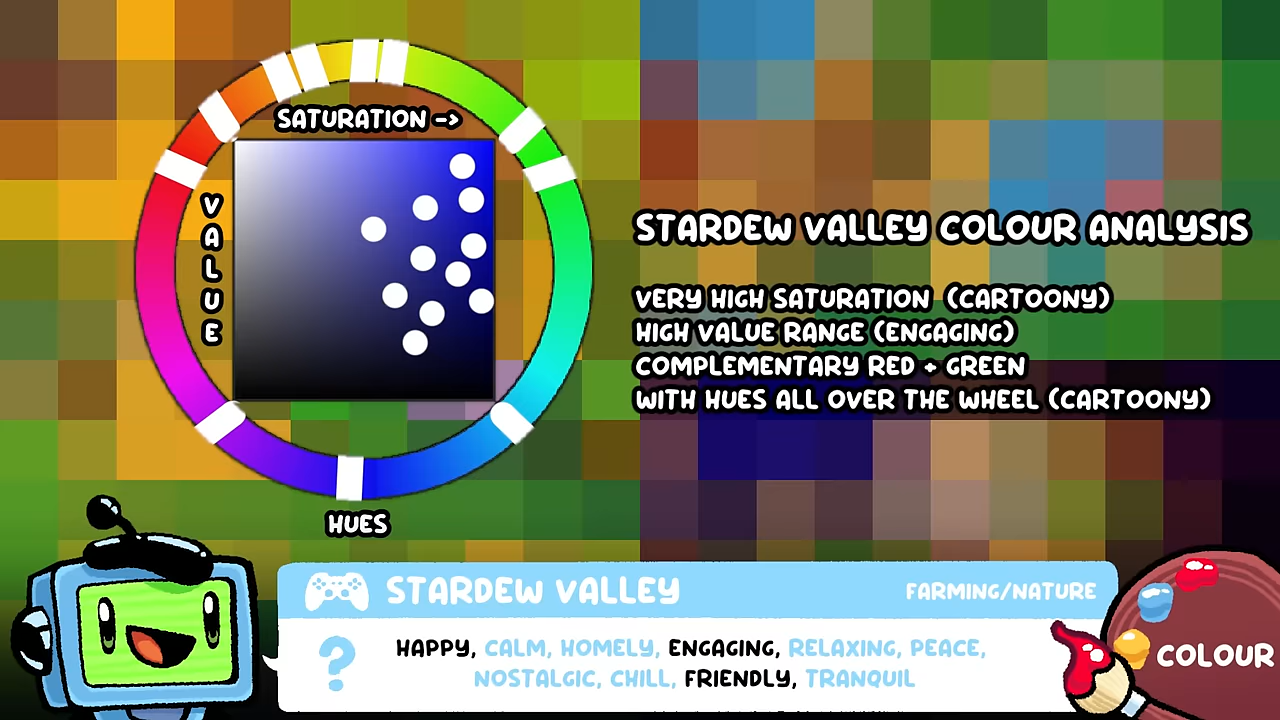 SATURATION ->
VALUE
HUES
STARDEW VALLEY COLOUR ANALYSIS
VERY HIGH SATURATION (CARTOONY)
HIGH VALUE RANGE (ENGAGING)
COMPLEMENTARY RED + GREEN
WITH HUES ALL OVER THE WHEEL (CARTOONY)
STARDEW VALLEY
FARMING/NATURE
?
HAPPY, CALM, HOMELY, ENGAGING, RELAXING, PEACE,
NOSTALGIC, CHILL, FRIENDLY, TRANQUIL
COLOUR